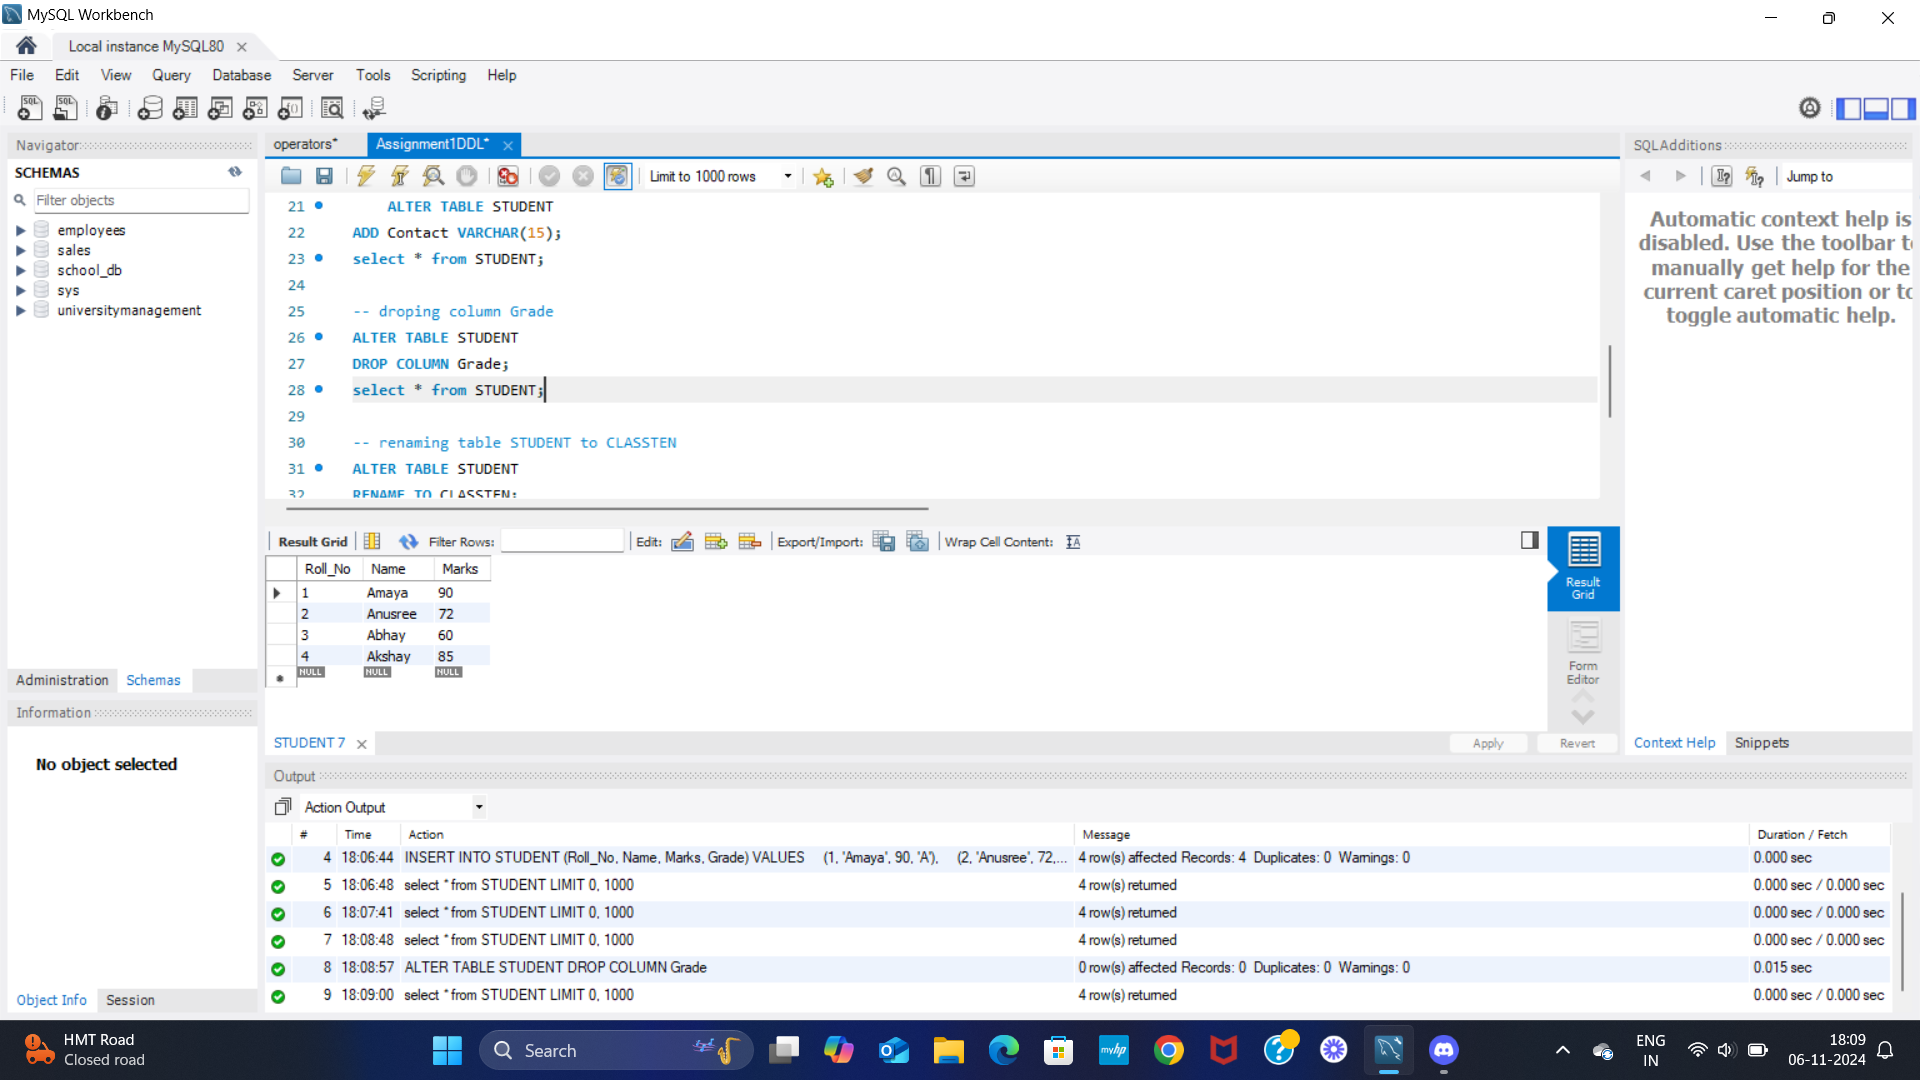 MySQL Workbench
Local instance MySQL80
File Edit View Query Database Server Tools Scripting Help
Navigator
SCHEMAS
Filter objects
employees
sales
school_db
sys
universitymanagement
Administration Schemas
Information
No object selected
Object Info Session
operators* Assignment1DDL*
Limit to 1000 rows
21 ALTER TABLE STUDENT
22 ADD Contact VARCHAR(15);
23 select * from STUDENT;
24
25 -- droping column Grade
26 ALTER TABLE STUDENT
27 DROP COLUMN Grade;
28 select * from STUDENT;
29
30 -- renaming table STUDENT to CLASSTEN
31 ALTER TABLE STUDENT
32 RENAME TO CLASSTEN;
Result Grid Filter Rows: Edit: Export/Import: Wrap Cell Content:
Roll_No Name Marks
1 Amaya 90
2 Anusree 72
3 Abhay 60
4 Akshay 85
NULL NULL NULL
Result
Grid
Form
Editor
STUDENT 7
Apply Revert
SQLAdditions
Jump to
Automatic context help is
disabled. Use the toolbar to
manually get help for the
current caret position or to
toggle automatic help.
Context Help Snippets
Output
Action Output
# Time Action Message Duration / Fetch
4 18:06:44 INSERT INTO STUDENT (Roll_No, Name, Marks, Grade) VALUES (1, 'Amaya', 90, 'A'), (2, 'Anusree', 72,... 4 row(s) affected Records: 4 Duplicates: 0 Warnings: 0 0.000 sec
5 18:06:48 select * from STUDENT LIMIT 0, 1000 4 row(s) returned 0.000 sec / 0.000 sec
6 18:07:41 select * from STUDENT LIMIT 0, 1000 4 row(s) returned 0.000 sec / 0.000 sec
7 18:08:48 select * from STUDENT LIMIT 0, 1000 4 row(s) returned 0.000 sec / 0.000 sec
8 18:08:57 ALTER TABLE STUDENT DROP COLUMN Grade 0 row(s) affected Records: 0 Duplicates: 0 Warnings: 0 0.015 sec
9 18:09:00 select * from STUDENT LIMIT 0, 1000 4 row(s) returned 0.000 sec / 0.000 sec
HMT Road
Closed road
Search
myhp
ENG
IN
18:09
06-11-2024